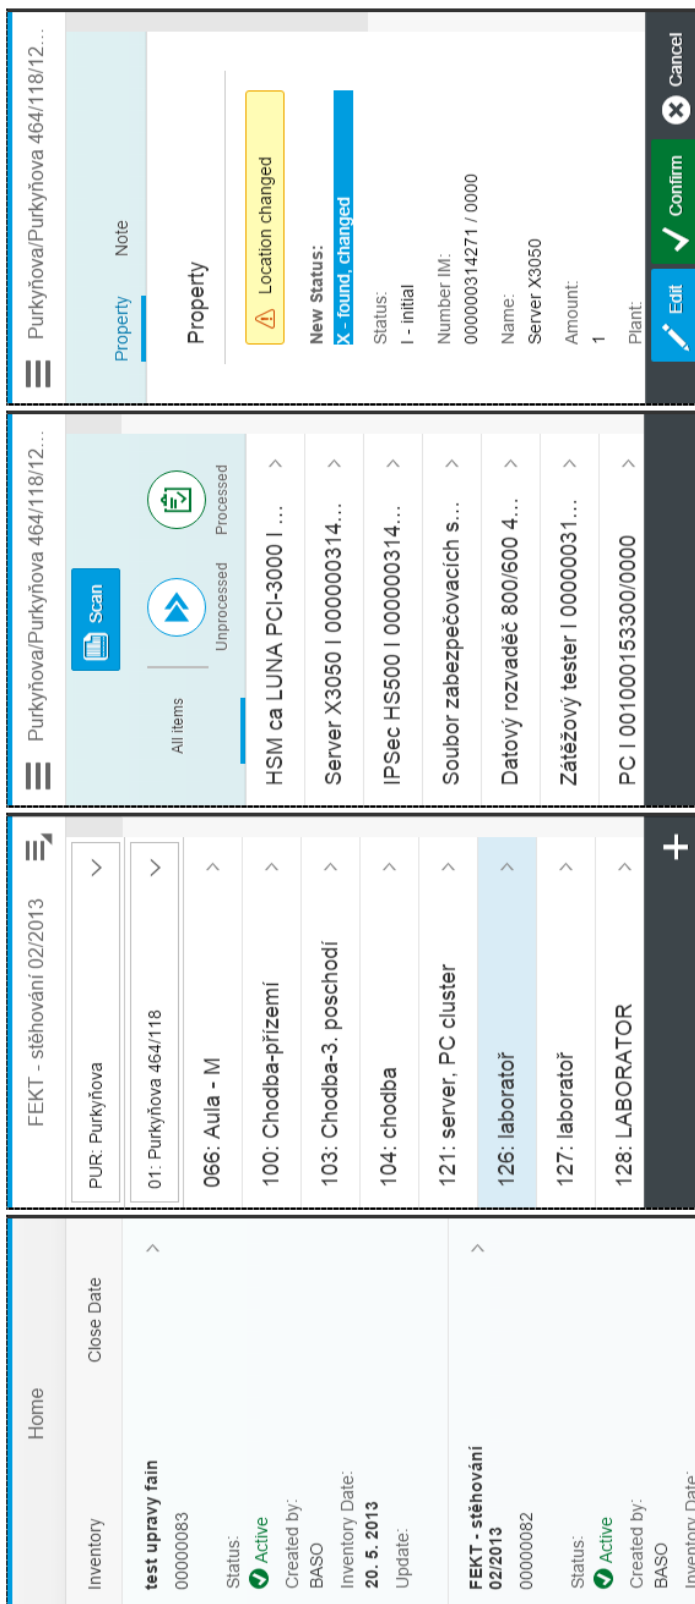 Home
Inventory Close Date
test upravy fain
00000083
Status:
Active
Created by:
BASO
Inventory Date:
20. 5. 2013
Update:
FEKT - stěhování
02/2013
00000082
Status:
Active
Created by:
BASO
Inventory Date:
FEKT - stěhování 02/2013
PUR: Purkyňova
01: Purkyňova 464/118
066: Aula - M
100: Chodba-přízemí
103: Chodba-3. poschodí
104: chodba
121: server, PC cluster
126: laboratoř
127: laboratoř
128: LABORATOR
Purkyňova/Purkyňova 464/118/12...
Scan
All items Unprocessed Processed
HSM ca LUNA PCI-3000 I ...
Server X3050 I 000000314...
IPSec HS500 I 000000314...
Soubor zabezpečovacích s...
Datový rozvaděč 800/600 4...
Zátěžový tester I 00000031...
PC I 001000153300/0000
Purkyňova/Purkyňova 464/118/12...
Property Note
Property
Location changed
New Status:
X - found, changed
Status:
I - initial
Number IM:
000000314271 / 0000
Name:
Server X3050
Amount:
1
Plant:
Edit Confirm Cancel